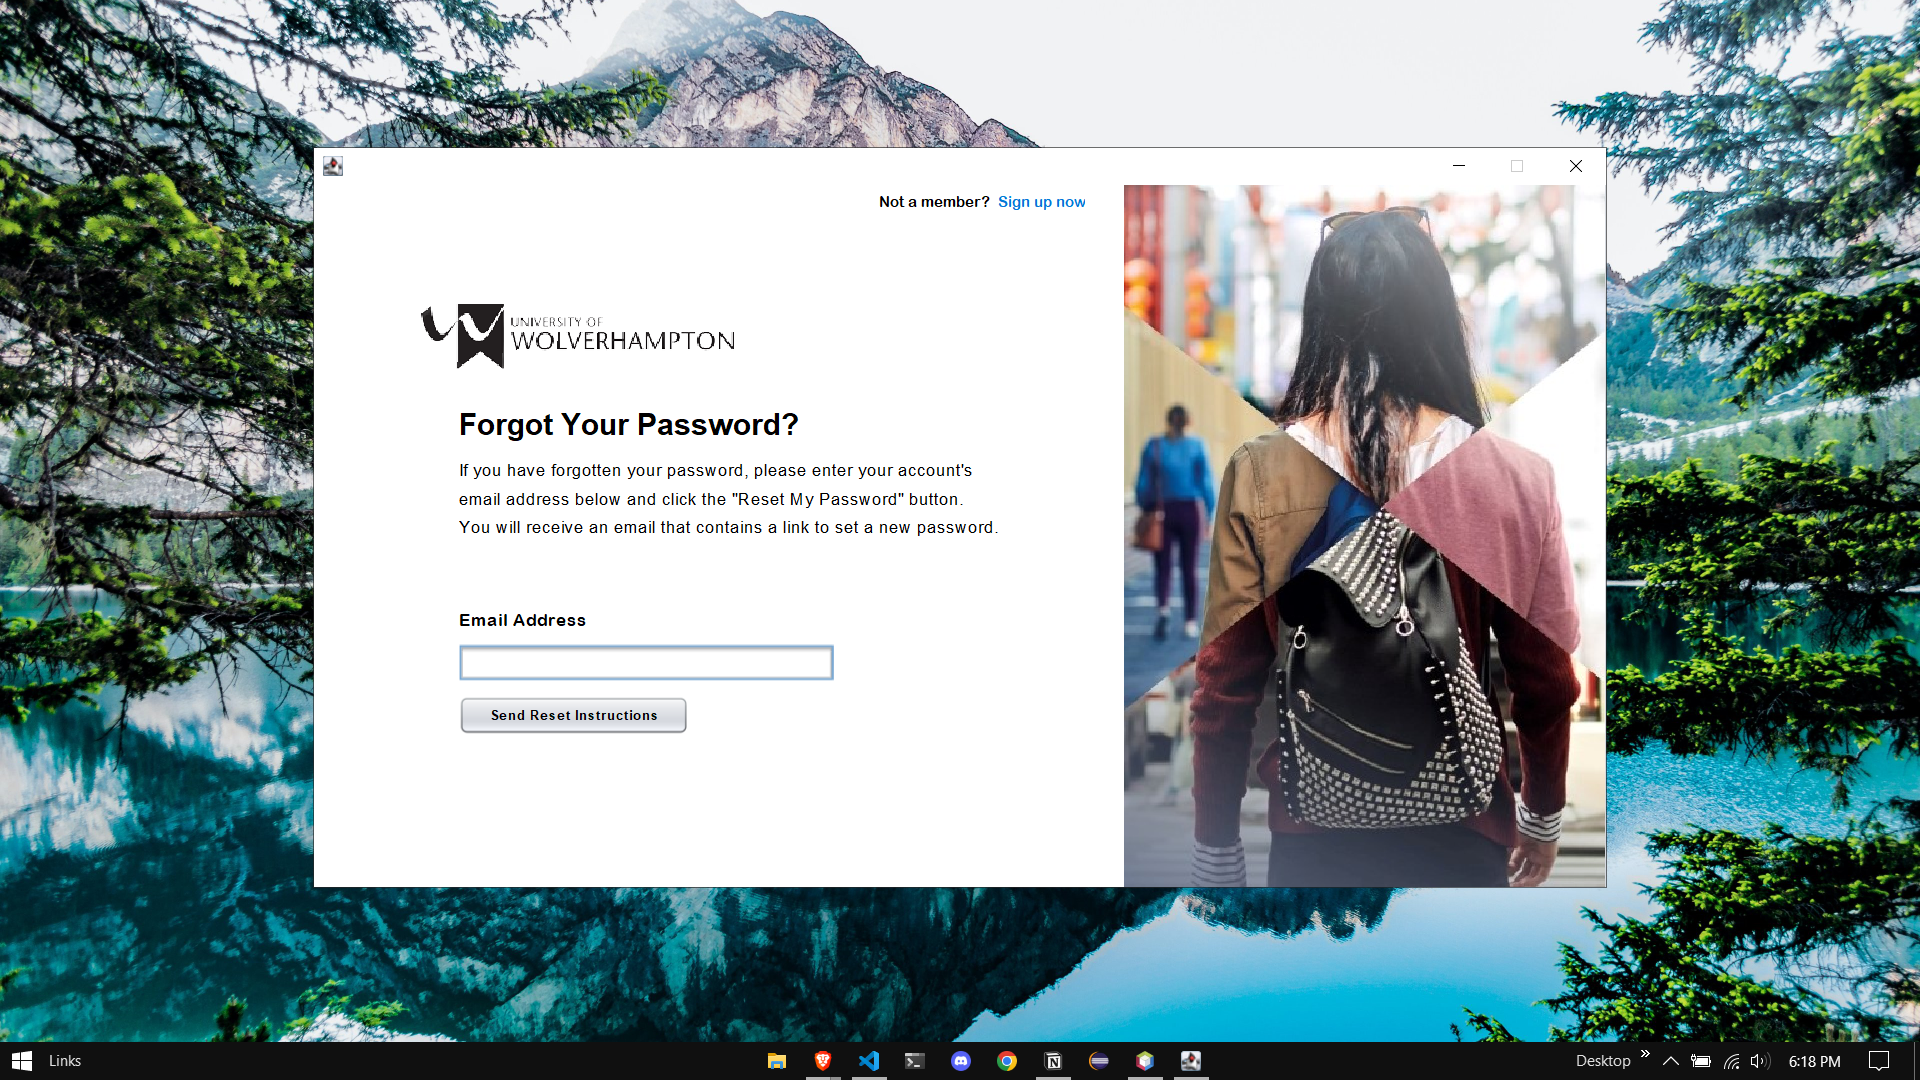 Not a member? Sign up now
UNIVERSITY OF
WOLVERHAMPTON
Forgot Your Password?
If you have forgotten your password, please enter your account's
email address below and click the "Reset My Password" button.
You will receive an email that contains a link to set a new password.
Email Address
Send Reset Instructions
Links
Desktop
6:18 PM